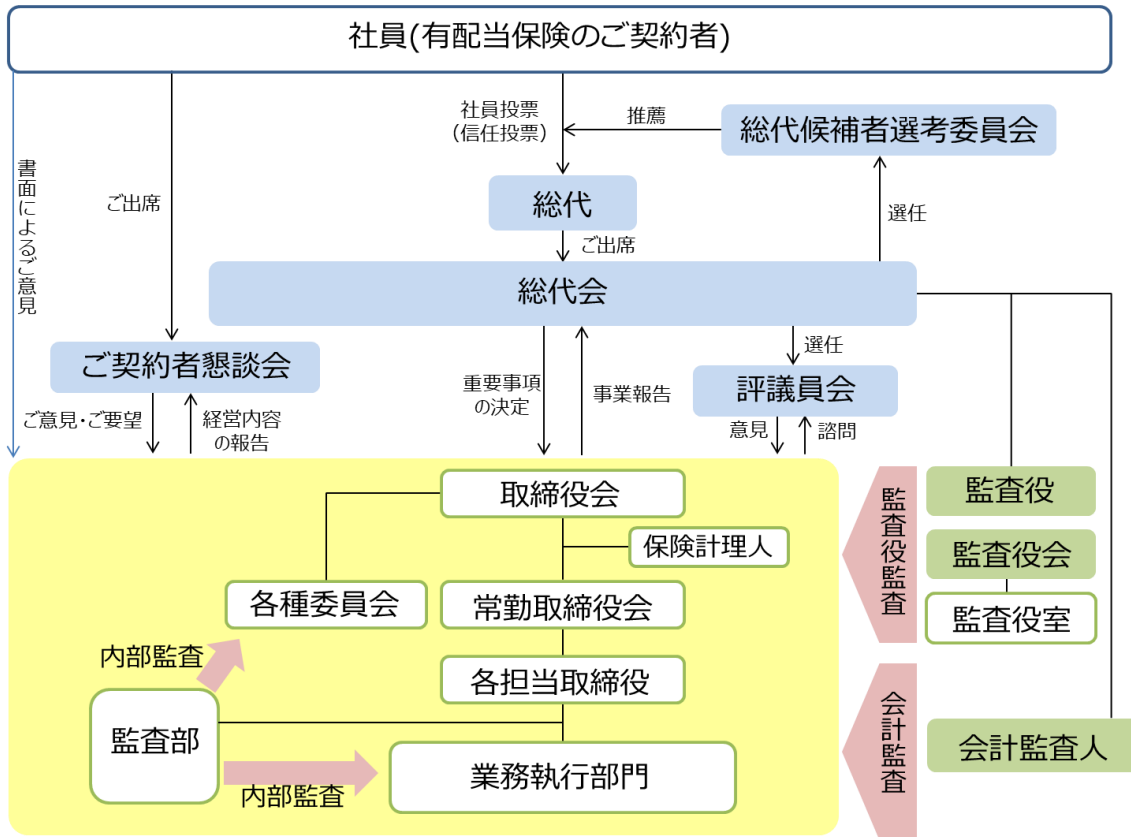 社員(有配当保険のご契約者)
社員投票
(信任投票)
推薦
総代候補者選考委員会
書面によるご意見
ご出席
総代
選任
ご出席
総代会
ご契約者懇談会
重要事項
の決定
事業報告
選任
評議員会
ご意見・ご要望
経営内容
の報告
意見
諮問
取締役会
保険計理人
各種委員会
常勤取締役会
内部監査
各担当取締役
監査部
業務執行部門
内部監査
監査役監査
監査役
監査役会
監査役室
会計監査
会計監査人